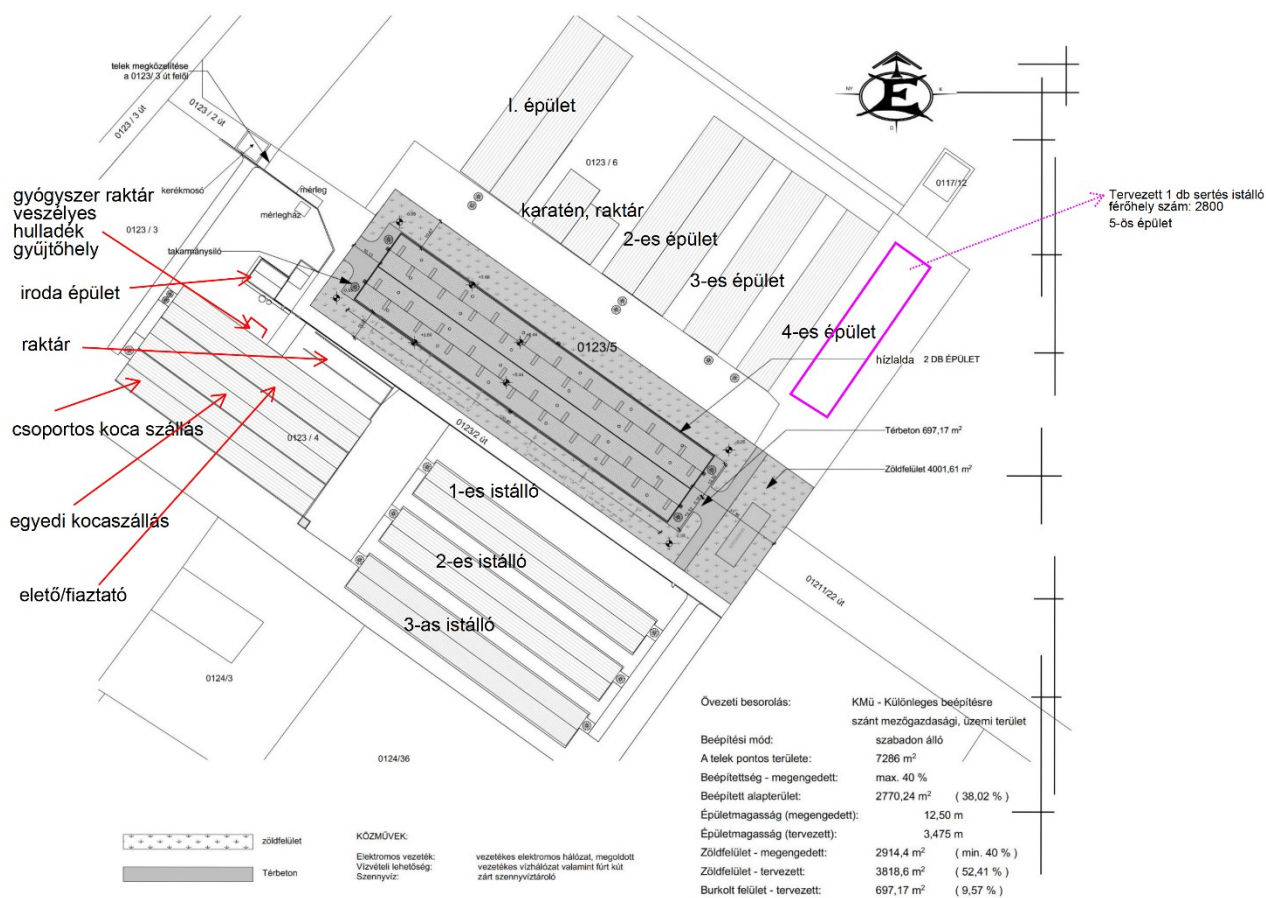 telek megközelítése
a 0123/ 3 út felől
0123 / 3 út
0123 / 2 út
kerékmosó
mérleg
mérlegház
takarmánysiló
0123 / 3
gyógyszer raktár
veszélyes
hulladék
gyűjtőhely
iroda épület
raktár
csoportos koca szállás
egyedi kocaszállás
elető/fiaztató
0123 / 4
I. épület
0123 / 6
karatén, raktár
2-es épület
3-es épület
4-es épület
NY
É
K
D
0117/12
Tervezett 1 db sertés istálló
férőhely szám: 2800
5-ös épület
0123/5
hízlalda 2 DB ÉPÜLET
Térbeton 697,17 m²
Zöldfelület 4001,61 m²
0123/2 út
1-es istálló
2-es istálló
3-as istálló
01211/22 út
0124/3
0124/36
Övezeti besorolás: KMü - Különleges beépítésre
szánt mezőgazdasági, üzemi terület
Beépítési mód: szabadon álló
A telek pontos területe: 7286 m²
Beépítettség - megengedett: max. 40 %
Beépített alapterület: 2770,24 m² ( 38,02 % )
Épületmagasság (megengedett): 12,50 m
Épületmagasság (tervezett): 3,475 m
Zöldfelület - megengedett: 2914,4 m² ( min. 40 % )
Zöldfelület - tervezett: 3818,6 m² ( 52,41 % )
Burkolt felület - tervezett: 697,17 m² ( 9,57 % )
zöldfelület
Térbeton
KÖZMŰVEK:
Elektromos vezeték: vezetékes elektromos hálózat, megoldott
Vízvételi lehetőség: vezetékes vízhálózat valamint fúrt kút
Szennyvíz: zárt szennyvíztároló